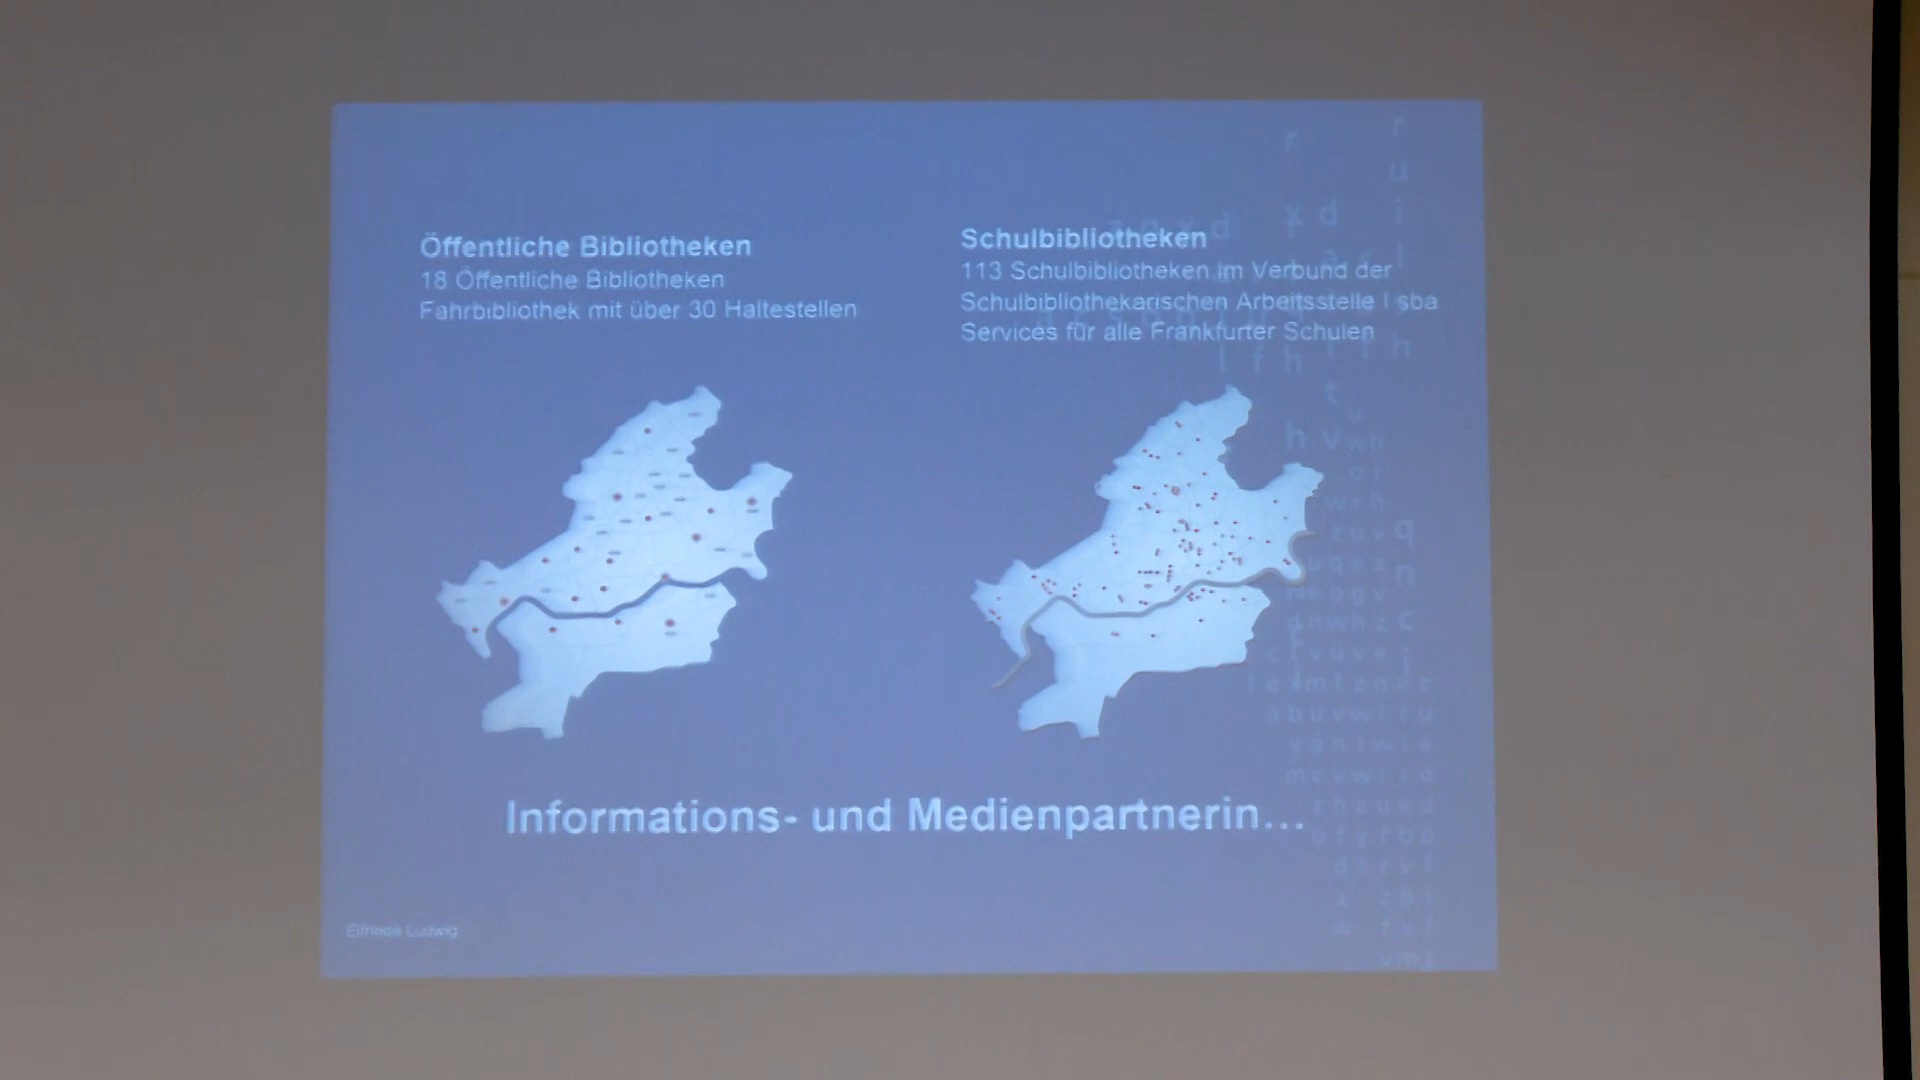 Öffentliche Bibliotheken
18 Öffentliche Bibliotheken
Fahrbibliothek mit über 30 Haltestellen
Schulbibliotheken
113 Schulbibliotheken im Verbund der
Schulbibliothekarischen Arbeitsstelle | sba
Services für alle Frankfurter Schulen
Informations- und Medienpartnerin...
Elfriede Ludwig